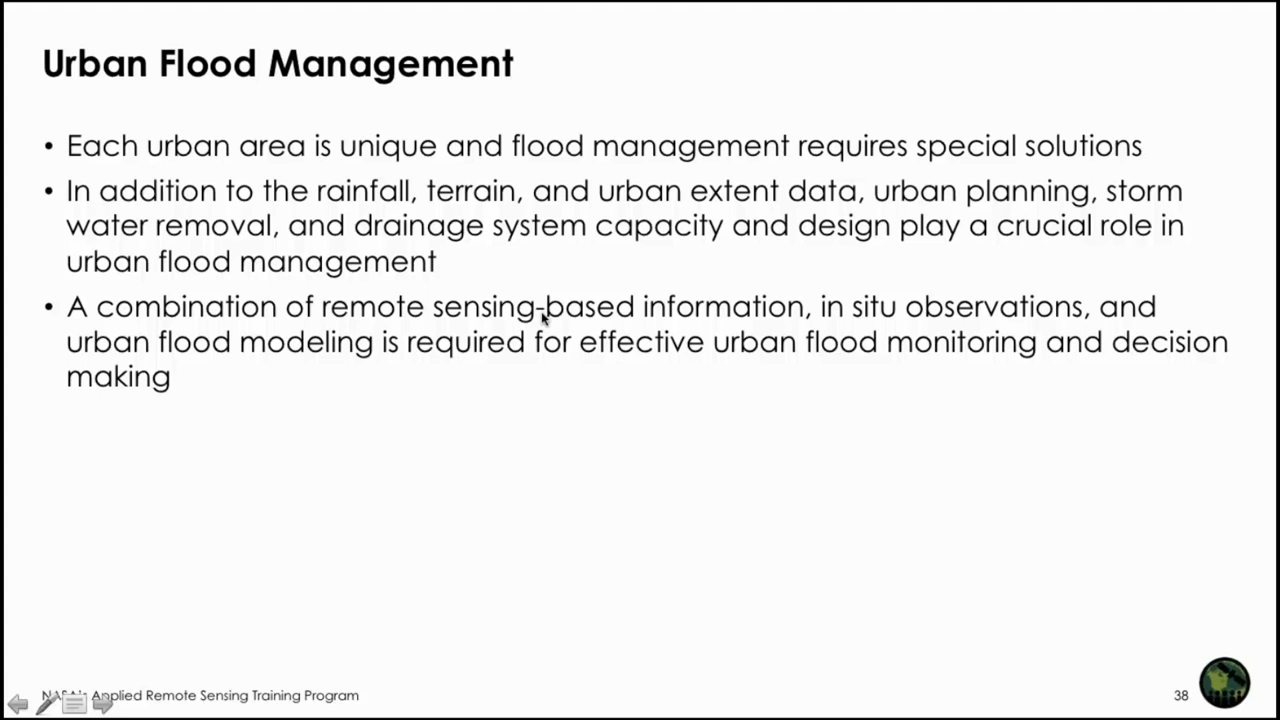 Urban Flood Management
• Each urban area is unique and flood management requires special solutions
• In addition to the rainfall, terrain, and urban extent data, urban planning, storm
water removal, and drainage system capacity and design play a crucial role in
urban flood management
• A combination of remote sensing-based information, in situ observations, and
urban flood modeling is required for effective urban flood monitoring and decision
making
NASA's Applied Remote Sensing Training Program
38